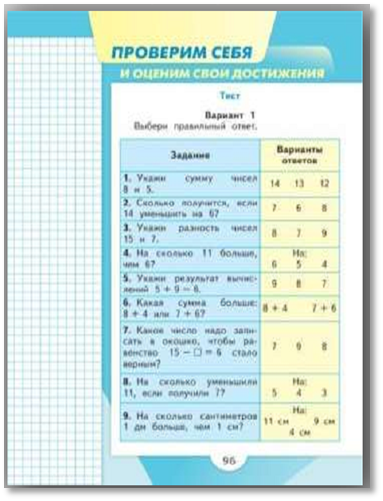 ПРОВЕРИМ СЕБЯ
И ОЦЕНИМ СВОИ ДОСТИЖЕНИЯ
Тест
Вариант 1
Выбери правильный ответ.
Задание
Варианты
ответов
1. Укажи сумму чисел
8 и 5.
14 13 12
2. Сколько получится, если
14 уменьшить на 6?
7 6 8
3. Укажи разность чисел
15 и 7.
8 7 9
4. На сколько 11 больше,
чем 6?
На:
6 5 4
5. Укажи результат вычис-
лений 5 + 9 − 6.
9 8 7
6. Какая сумма больше:
8 + 4 или 7 + 6?
8 + 4 7 + 6
7. Какое число надо запи-
сать в окошко, чтобы ра-
венство 15 − □ = 6 стало
верным?
7 9 8
8. На сколько уменьшили
11, если получили 7?
На:
5 4 3
9. На сколько сантиметров
1 дм больше, чем 1 см?
На:
11 см 9 см
4 см
96